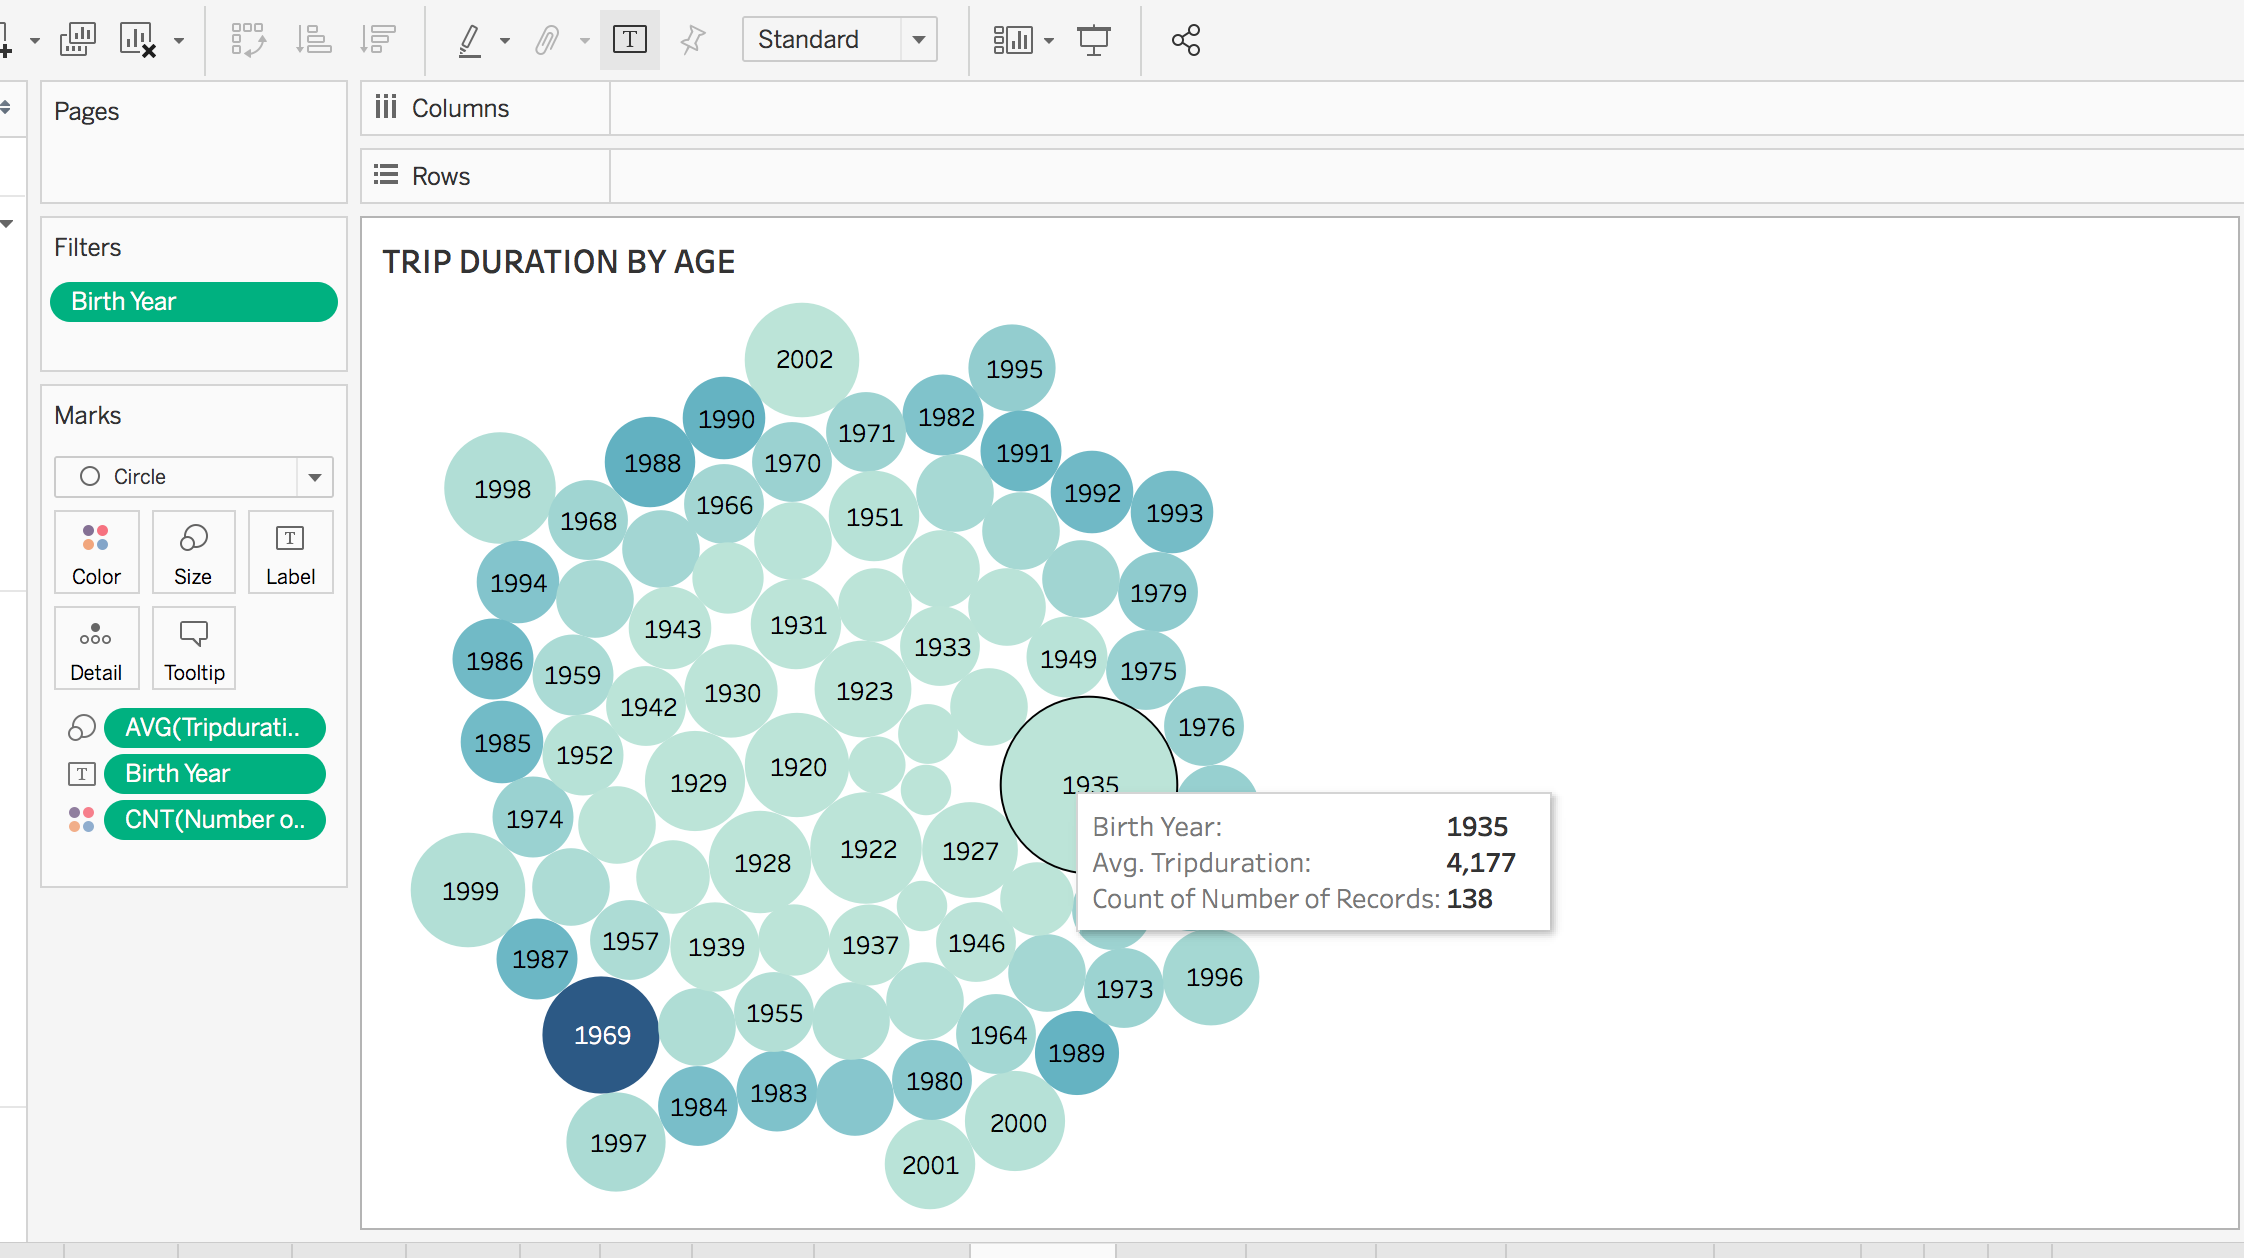 Standard
Pages
Columns
Rows
Filters
Birth Year
Marks
Circle
Color
Size
Label
Detail
Tooltip
AVG(Tripdurati..
Birth Year
CNT(Number o..
TRIP DURATION BY AGE
2002
1995
1990
1971
1982
1988
1970
1991
1998
1968
1966
1951
1992
1993
1994
1979
1943
1931
1933
1986
1959
1949
1975
1942
1930
1923
1976
1985
1952
1929
1920
1935
1974
1999
1928
1922
1927
1987
1957
1939
1937
1946
1973
1996
1969
1955
1964
1989
1984
1983
1980
1997
2000
2001
Birth Year: 1935
Avg. Tripduration: 4,177
Count of Number of Records: 138